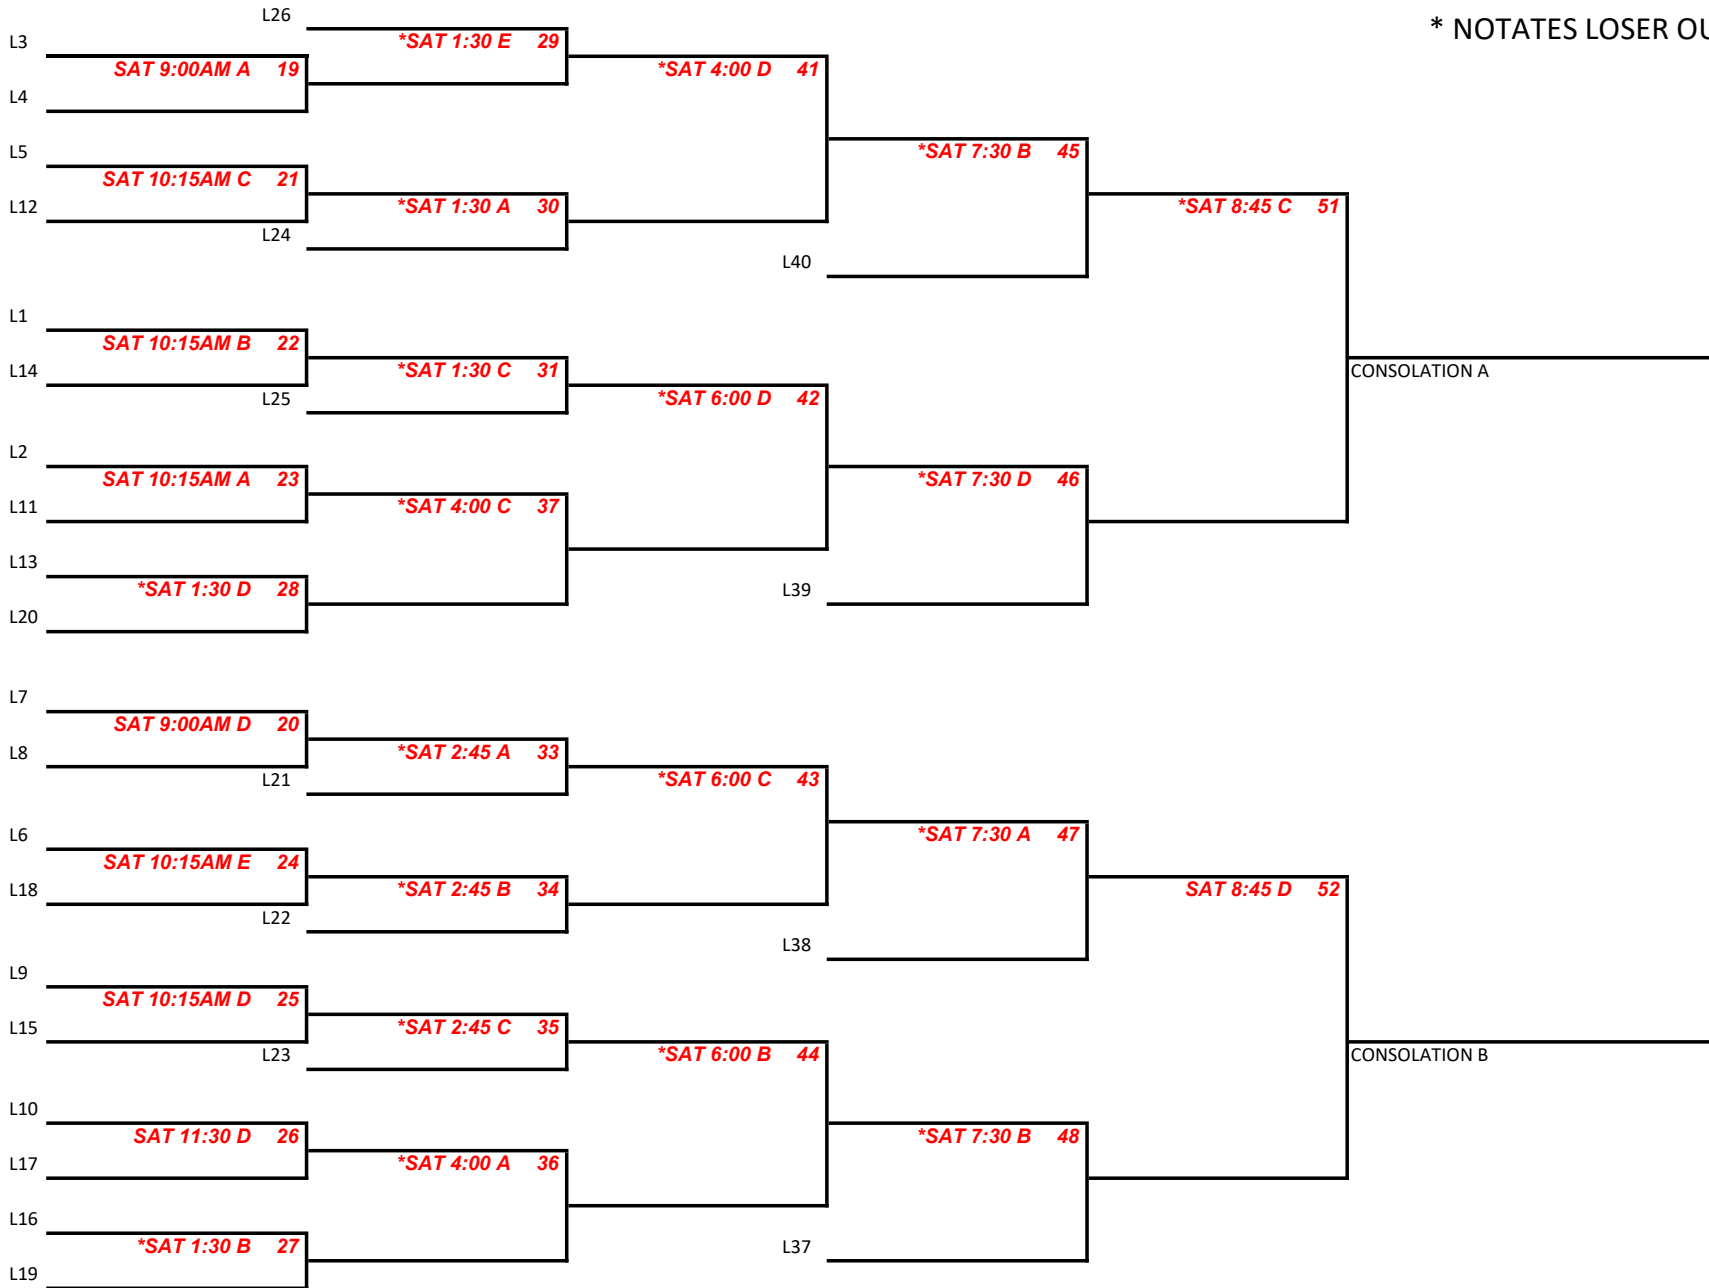 L26
* NOTATES LOSER OU
L3
*SAT 1:30 E 29
SAT 9:00AM A 19
*SAT 4:00 D 41
L4
L5
*SAT 7:30 B 45
SAT 10:15AM C 21
L12
*SAT 1:30 A 30
*SAT 8:45 C 51
L24
L40
L1
SAT 10:15AM B 22
L14
*SAT 1:30 C 31
CONSOLATION A
L25
*SAT 6:00 D 42
L2
SAT 10:15AM A 23
*SAT 7:30 D 46
L11
*SAT 4:00 C 37
L13
*SAT 1:30 D 28
L39
L20
L7
SAT 9:00AM D 20
L8
*SAT 2:45 A 33
L21
*SAT 6:00 C 43
L6
*SAT 7:30 A 47
SAT 10:15AM E 24
L18
*SAT 2:45 B 34
SAT 8:45 D 52
L22
L38
L9
SAT 10:15AM D 25
L15
*SAT 2:45 C 35
L23
*SAT 6:00 B 44
CONSOLATION B
L10
SAT 11:30 D 26
*SAT 7:30 B 48
L17
*SAT 4:00 A 36
L16
*SAT 1:30 B 27
L37
L19